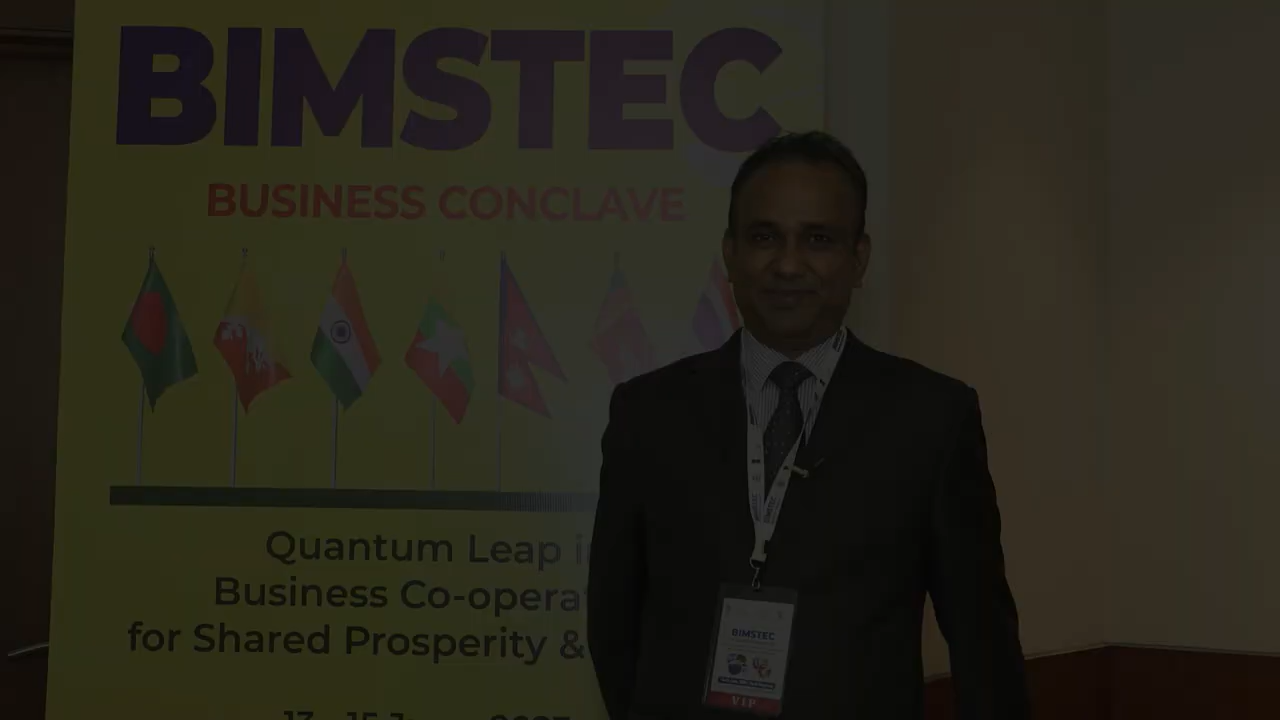 BIMSTEC
BUSINESS CONCLAVE
Quantum Leap
Business Co-operat
for Shared Prosperity &
BIMSTEC
VIP